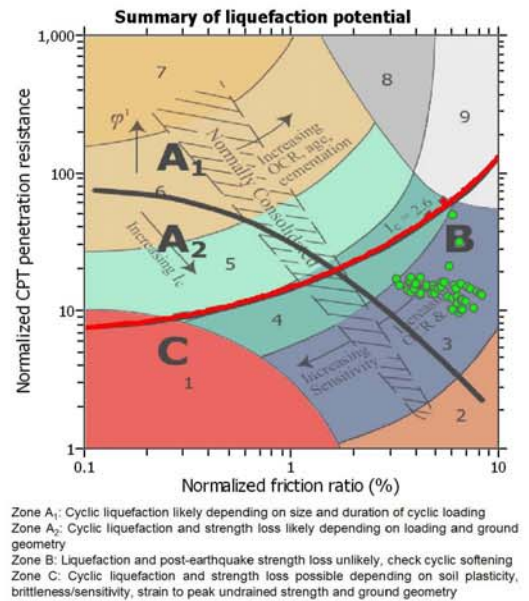 Summary of liquefaction potential
1,000
100
10
1
0.1
1
10
Normalized CPT penetration resistance
Normalized friction ratio (%)
7
8
9
φ'
A1
6
Normally Consolidated
Increasing
OCR, age,
cementation
A2
Increasing Ic
5
Ic = 2.6
B
4
Increasing
OCR &
3
C
1
Increasing
Sensitivity
2
Zone A1: Cyclic liquefaction likely depending on size and duration of cyclic loading
Zone A2: Cyclic liquefaction and strength loss likely depending on loading and ground
geometry
Zone B: Liquefaction and post-earthquake strength loss unlikely, check cyclic softening
Zone C: Cyclic liquefaction and strength loss possible depending on soil plasticity,
brittleness/sensitivity, strain to peak undrained strength and ground geometry